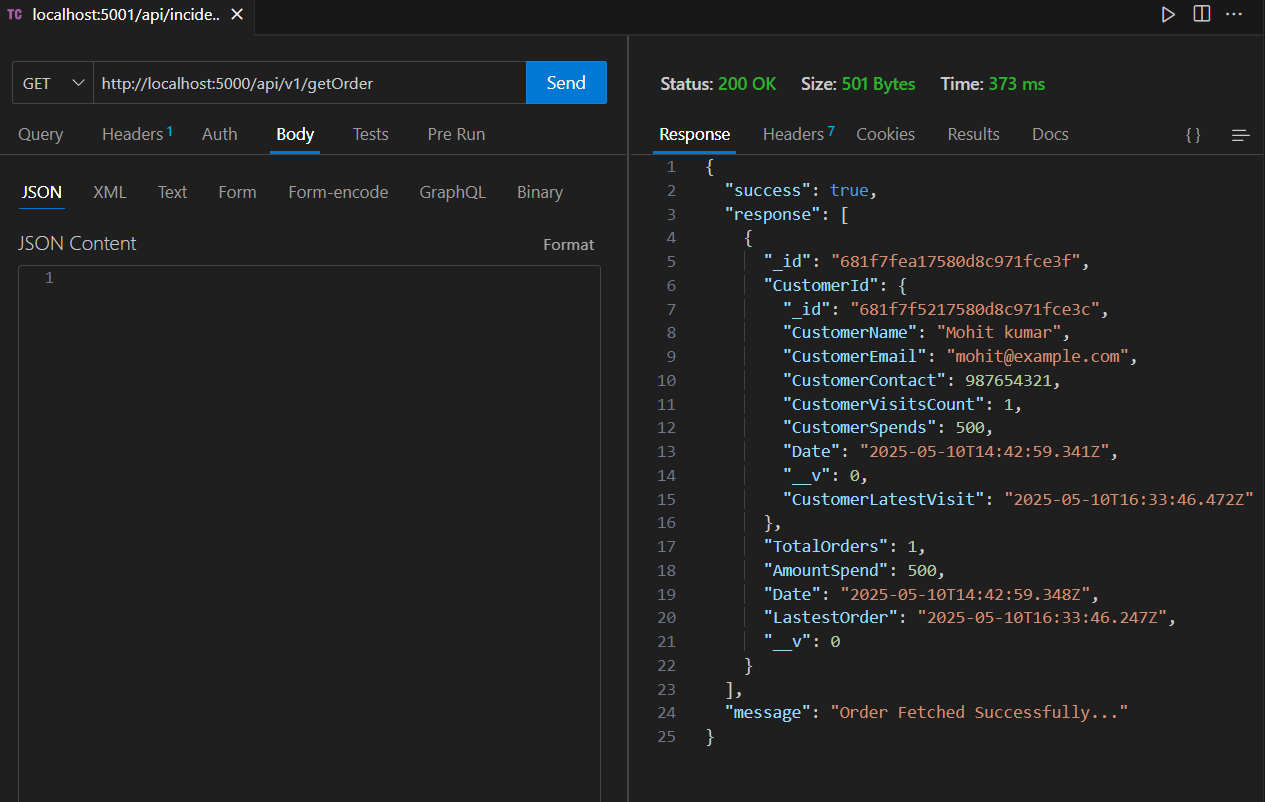 TC localhost:5001/api/incide..
GET http://localhost:5000/api/v1/getOrder Send
Query Headers 1 Auth Body Tests Pre Run
JSON XML Text Form Form-encode GraphQL Binary
JSON Content Format
1
Status: 200 OK Size: 501 Bytes Time: 373 ms
Response Headers 7 Cookies Results Docs { }
1 {
2 "success": true,
3 "response": [
4 {
5 "_id": "681f7fea17580d8c971fce3f",
6 "CustomerId": {
7 "_id": "681f7f5217580d8c971fce3c",
8 "CustomerName": "Mohit kumar",
9 "CustomerEmail": "mohit@example.com",
10 "CustomerContact": 987654321,
11 "CustomerVisitsCount": 1,
12 "CustomerSpends": 500,
13 "Date": "2025-05-10T14:42:59.341Z",
14 "__v": 0,
15 "CustomerLatestVisit": "2025-05-10T16:33:46.472Z"
16 },
17 "TotalOrders": 1,
18 "AmountSpend": 500,
19 "Date": "2025-05-10T14:42:59.348Z",
20 "LastestOrder": "2025-05-10T16:33:46.247Z",
21 "__v": 0
22 }
23 ],
24 "message": "Order Fetched Successfully..."
25 }